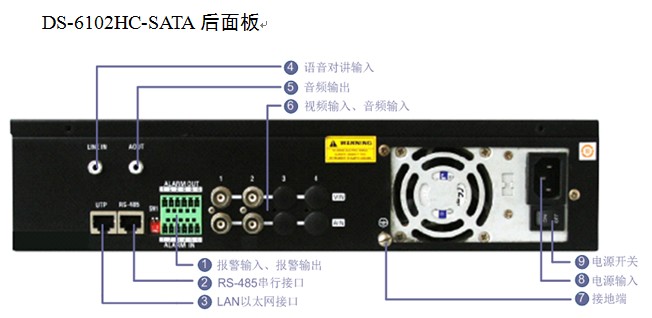 DS-6102HC-SATA 后面板
④ 语音对讲输入
⑤ 音频输出
⑥ 视频输入、音频输入
LINE IN
AOUT
WARNING
1 2 3 4
ALARM OUT
VIN
UTP
RS-485
SW1
AIN
ALARM IN
① 报警输入、报警输出
② RS-485串行接口
③ LAN以太网接口
⑨ 电源开关
⑧ 电源输入
⑦ 接地端